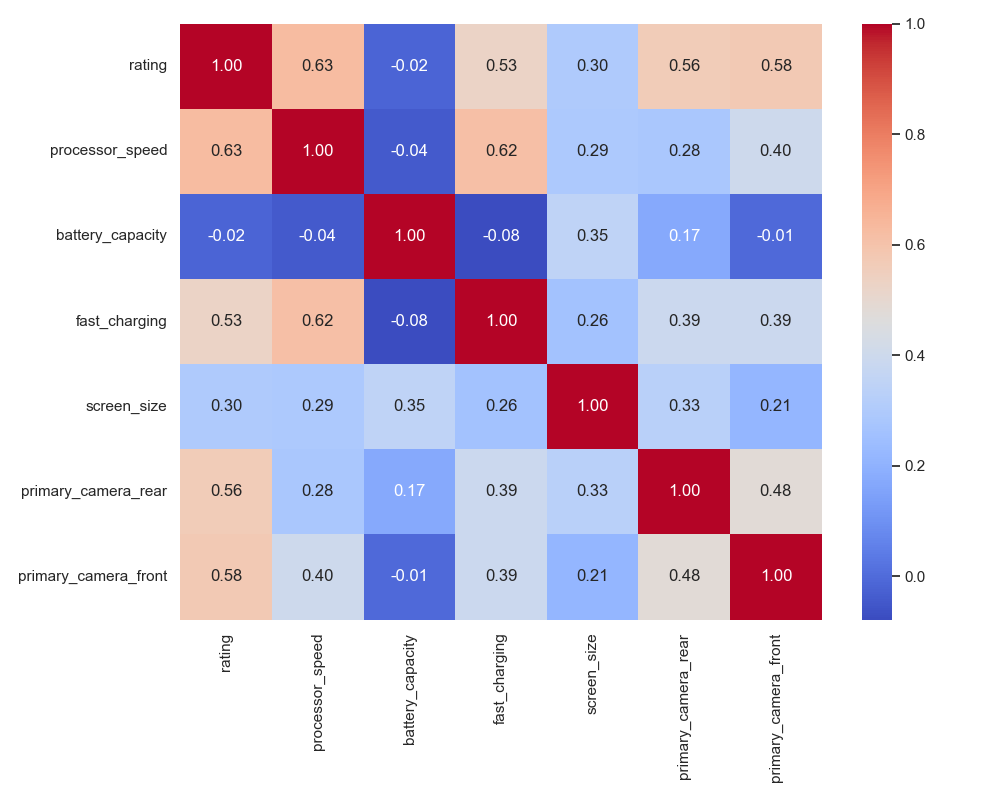 rating 1.00 0.63 -0.02 0.53 0.30 0.56 0.58
processor_speed 0.63 1.00 -0.04 0.62 0.29 0.28 0.40
battery_capacity -0.02 -0.04 1.00 -0.08 0.35 0.17 -0.01
fast_charging 0.53 0.62 -0.08 1.00 0.26 0.39 0.39
screen_size 0.30 0.29 0.35 0.26 1.00 0.33 0.21
primary_camera_rear 0.56 0.28 0.17 0.39 0.33 1.00 0.48
primary_camera_front 0.58 0.40 -0.01 0.39 0.21 0.48 1.00
rating
processor_speed
battery_capacity
fast_charging
screen_size
primary_camera_rear
primary_camera_front
1.0
0.8
0.6
0.4
0.2
0.0